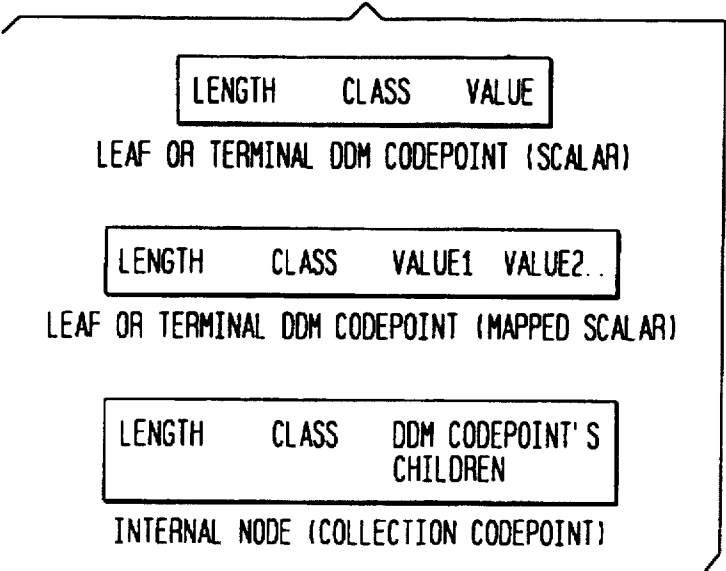 LENGTH CLASS VALUE
LEAF OR TERMINAL DDM CODEPOINT (SCALAR)
LENGTH CLASS VALUE1 VALUE2..
LEAF OR TERMINAL DDM CODEPOINT (MAPPED SCALAR)
LENGTH CLASS DDM CODEPOINT'S
CHILDREN
INTERNAL NODE (COLLECTION CODEPOINT)